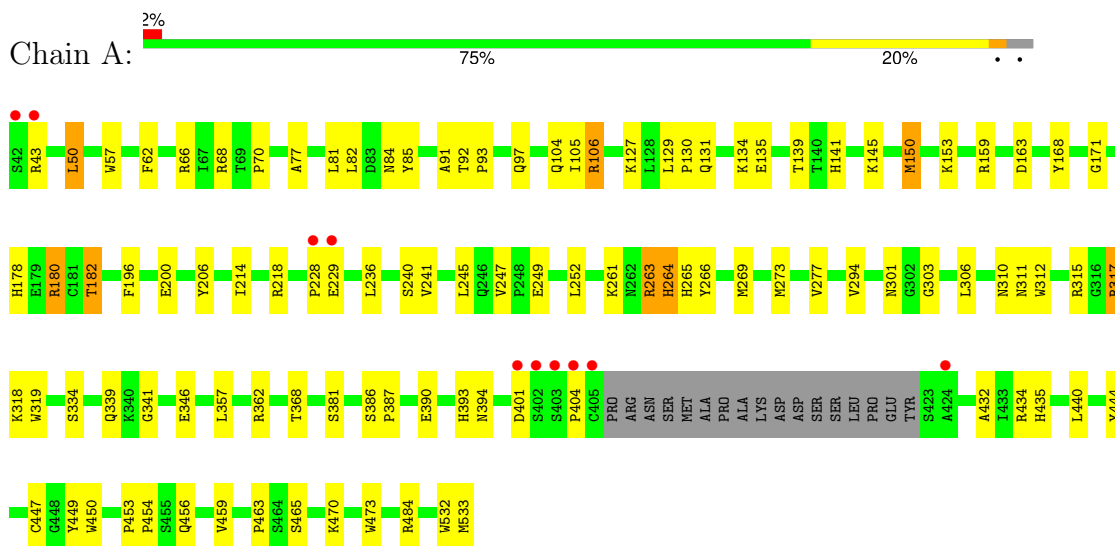 2%
Chain A:
75% 20% • •
S42 R43 L50 W57 F62 R66 I67 R68 T69 P70 A77 L81 L82 D83 N84 Y85 A91 T92 P93 Q97 Q104 I105 R106 K127 L128 L129 P130 Q131 K134 E135 T139 T140 H141 K145 M150 K153 R159 D163 Y168 G171
H178 E179 R180 C181 T182 F196 E200 Y206 I214 R218 P228 E229 L236 S240 V241 L245 Q246 V247 P248 E249 L252 K261 N262 R263 H264 H265 Y266 M269 M273 V277 V294 N301 G302 G303 L306 N310 N311 W312 R315 G316
K318 W319 S334 Q339 K340 G341 E346 L357 R362 T368 S381 S386 P387 E390 H393 N394 D401 S402 S403 P404 C405 PRO ARG ASN SER MET ALA PRO ALA LYS ASP ASP SER SER LEU PRO GLU TYR S423 A424 A432 I433 R434 H435 L440
C447 G448 Y449 W450 P453 P454 S455 Q456 V459 P463 S464 S465 K470 W473 R484 W532 M533